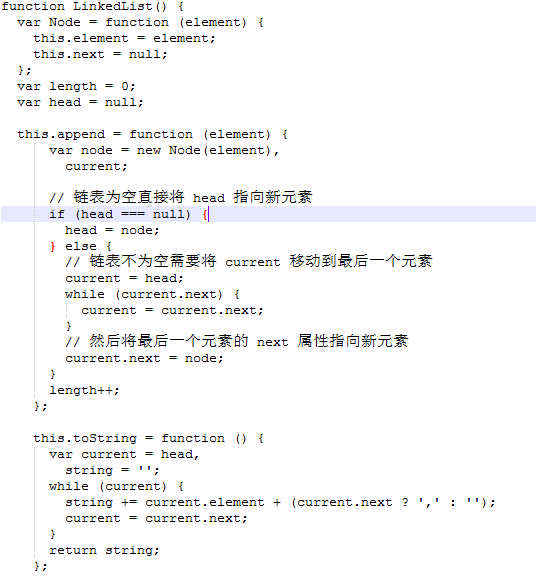 function LinkedList() {
  var Node = function (element) {
    this.element = element;
    this.next = null;
  };
  var length = 0;
  var head = null;

  this.append = function (element) {
      var node = new Node(element),
        current;

      // 链表为空直接将 head 指向新元素
      if (head === null) {
        head = node;
      } else {
        // 链表不为空需要将 current 移动到最后一个元素
        current = head;
        while (current.next) {
          current = current.next;
        }
        // 然后将最后一个元素的 next 属性指向新元素
        current.next = node;
      }
      length++;
    };

    this.toString = function () {
      var current = head,
        string = '';
      while (current) {
        string += current.element + (current.next ? ',' : '');
        current = current.next;
      }
      return string;
    };